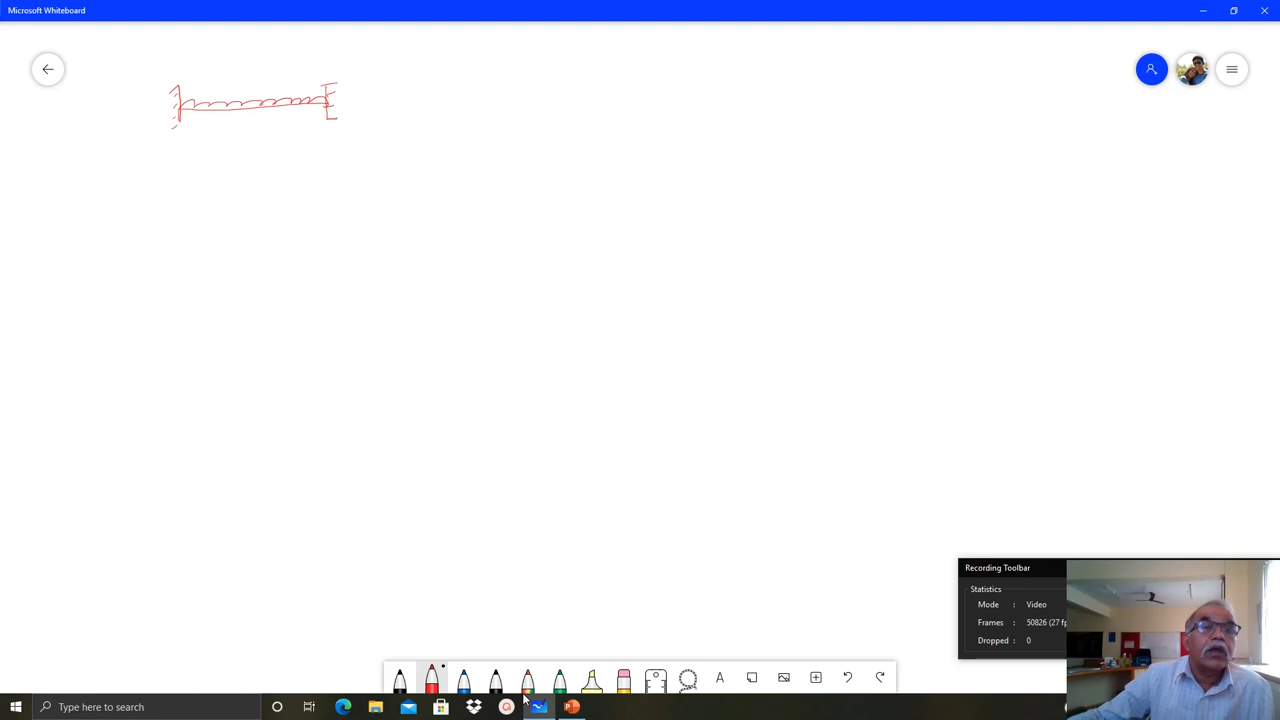 Microsoft Whiteboard
Recording Toolbar
Statistics
Mode : Video
Frames : 50826 (27 fp
Dropped : 0
A
Type here to search